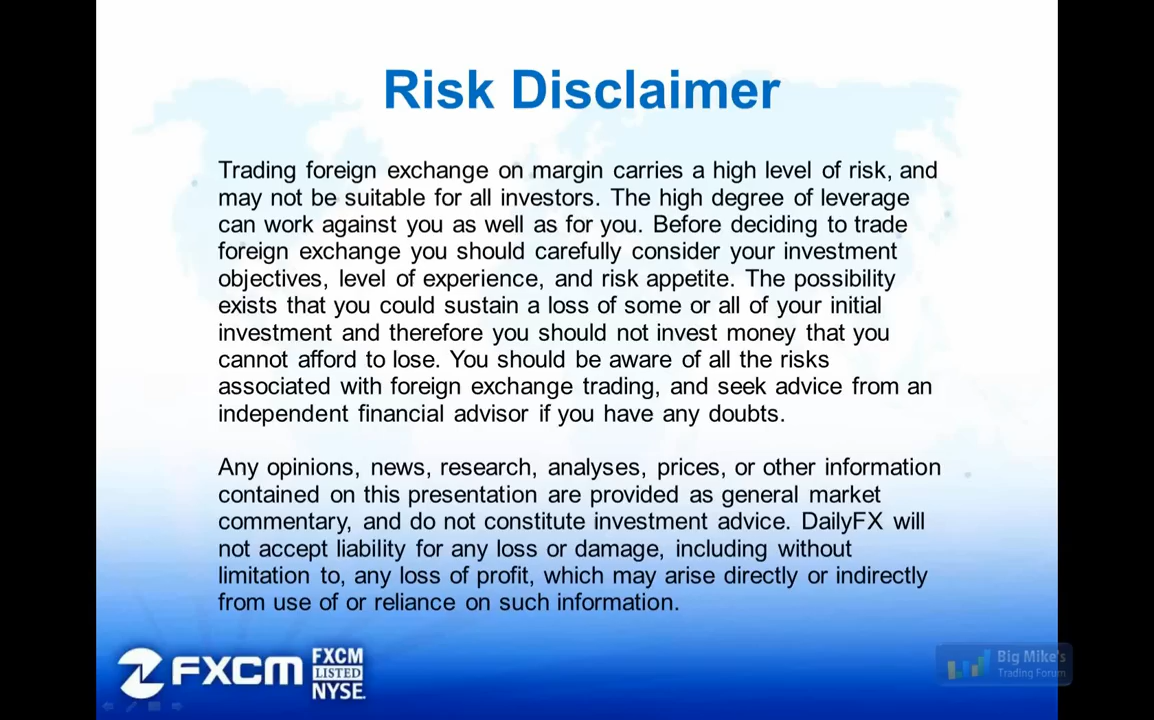 Risk Disclaimer
Trading foreign exchange on margin carries a high level of risk, and
may not be suitable for all investors. The high degree of leverage
can work against you as well as for you. Before deciding to trade
foreign exchange you should carefully consider your investment
objectives, level of experience, and risk appetite. The possibility
exists that you could sustain a loss of some or all of your initial
investment and therefore you should not invest money that you
cannot afford to lose. You should be aware of all the risks
associated with foreign exchange trading, and seek advice from an
independent financial advisor if you have any doubts.
Any opinions, news, research, analyses, prices, or other information
contained on this presentation are provided as general market
commentary, and do not constitute investment advice. DailyFX will
not accept liability for any loss or damage, including without
limitation to, any loss of profit, which may arise directly or indirectly
from use of or reliance on such information.
FXCM
FXCM
LISTED
NYSE.
Big Mike's
Trading Forum